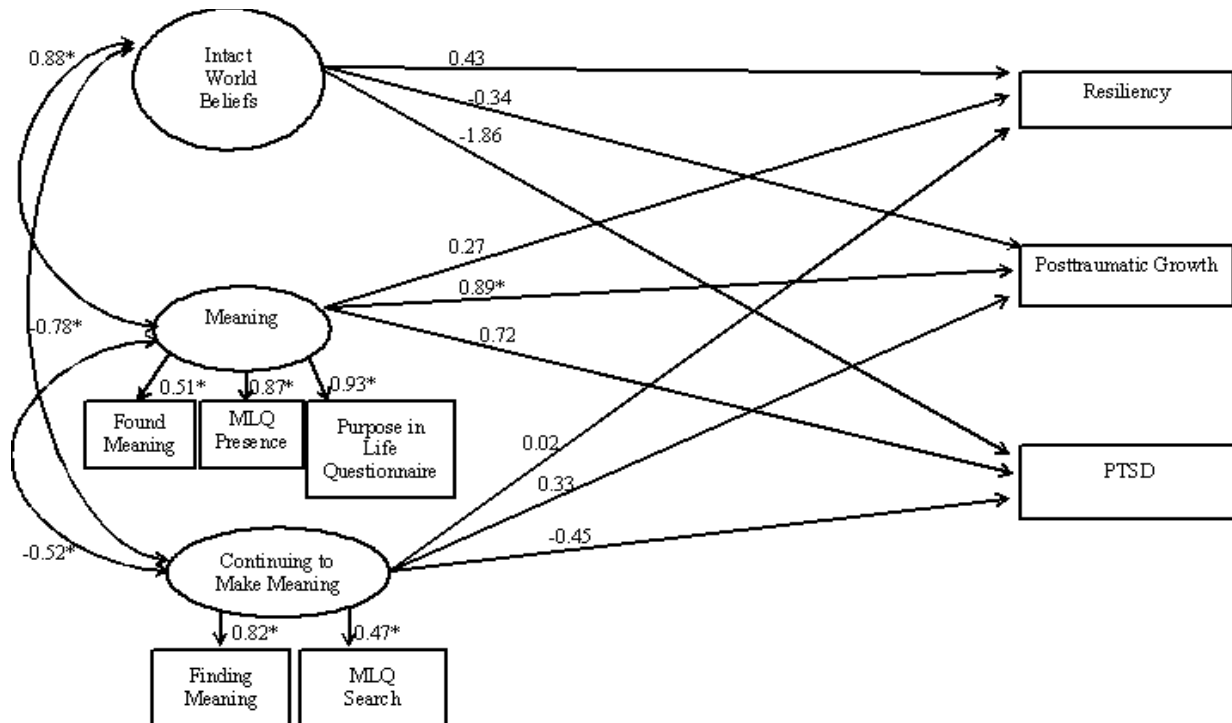 Intact
World
Beliefs
0.88*
0.43
-0.34
-1.86
Resiliency
0.27
0.89*
0.72
Posttraumatic Growth
Meaning
-0.78*
0.51*
0.87*
0.93*
Found
Meaning
MLQ
Presence
Purpose in
Life
Questionnaire
0.02
0.33
-0.45
PTSD
-0.52*
Continuing to
Make Meaning
0.82*
0.47*
Finding
Meaning
MLQ
Search